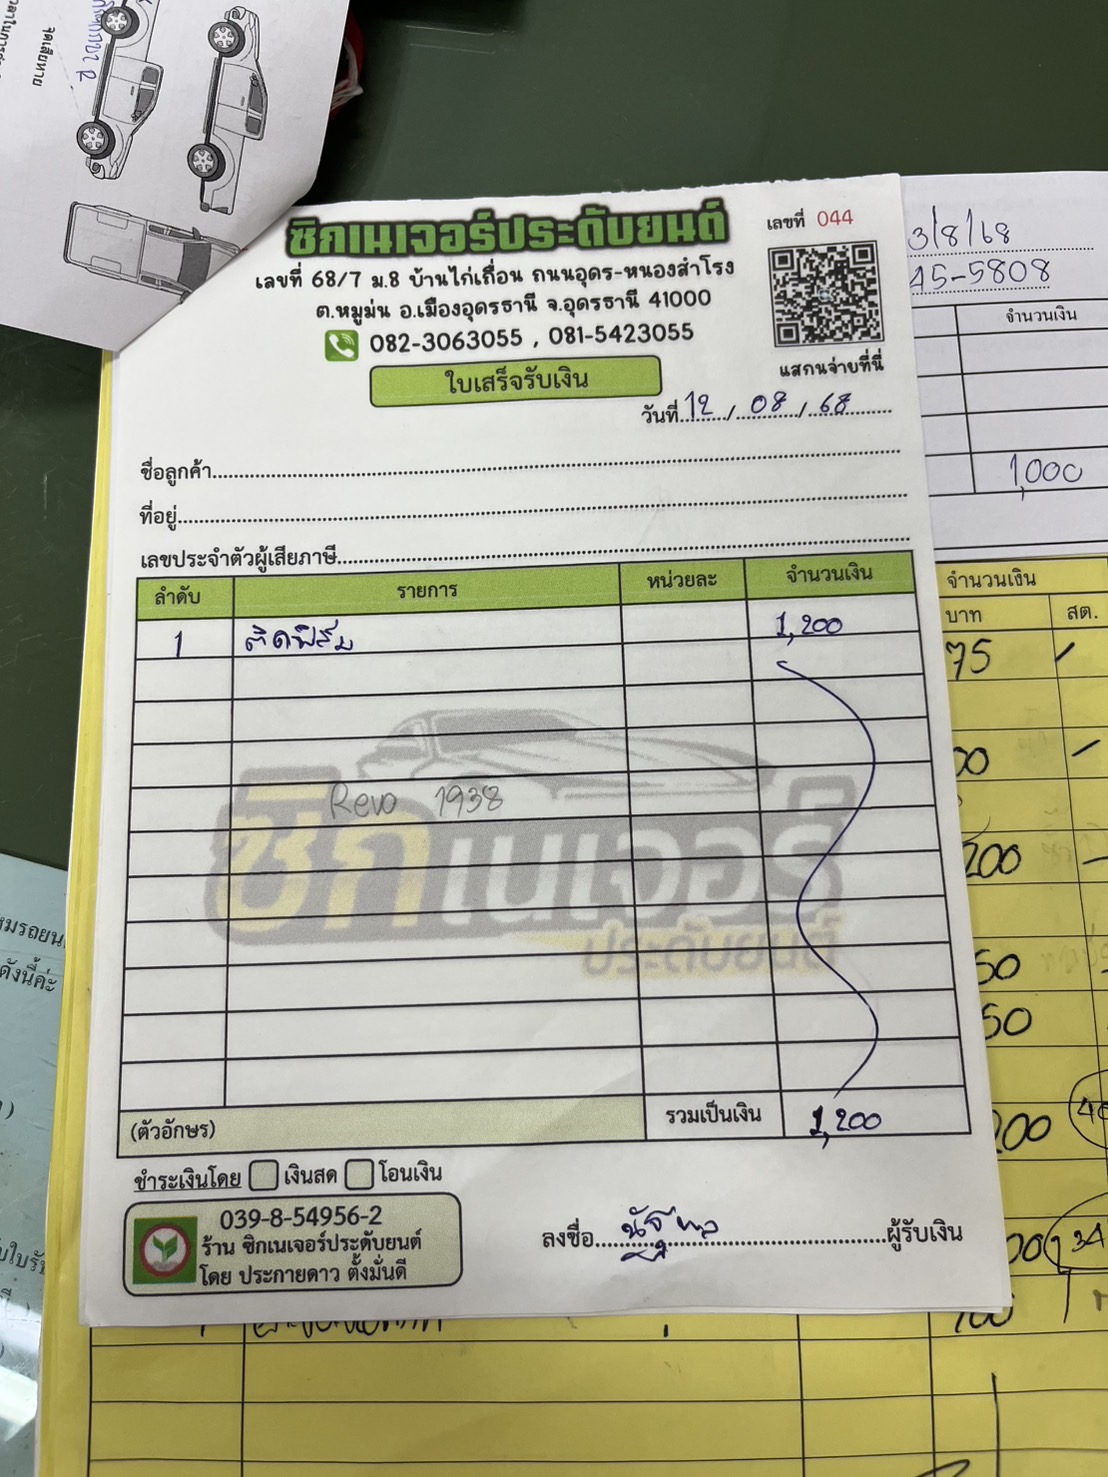 จุดเสียหาย
ซิกเนเจอร์ประดับยนต์
เลขที่ 044
เลขที่ 68/7 ม.8 บ้านไก่เถื่อน ถนนอุดร-หนองสำโรง
ต.หมูม่น อ.เมืองอุดรธานี จ.อุดรธานี 41000
082-3063055 , 081-5423055
แสกนจ่ายที่นี่
ใบเสร็จรับเงิน
วันที่ 12 / 08 / 68
ชื่อลูกค้า
ที่อยู่
เลขประจำตัวผู้เสียภาษี
ลำดับ รายการ หน่วยละ จำนวนเงิน
1 ติดฟิล์ม 1,200
Revo 1938
ซิกเนเจอร์
ประดับยนต์
(ตัวอักษร) รวมเป็นเงิน 1,200
ชำระเงินโดย เงินสด โอนเงิน
039-8-54956-2
ร้าน ซิกเนเจอร์ประดับยนต์
โดย ประกายดาว ตั้งมั่นดี
ลงชื่อ ผู้รับเงิน
3/8/68
45-5808
จำนวนเงิน
1,000
จำนวนเงิน
บาท สต.
75
200
50
50
200
100
ดังนี้ค่ะ